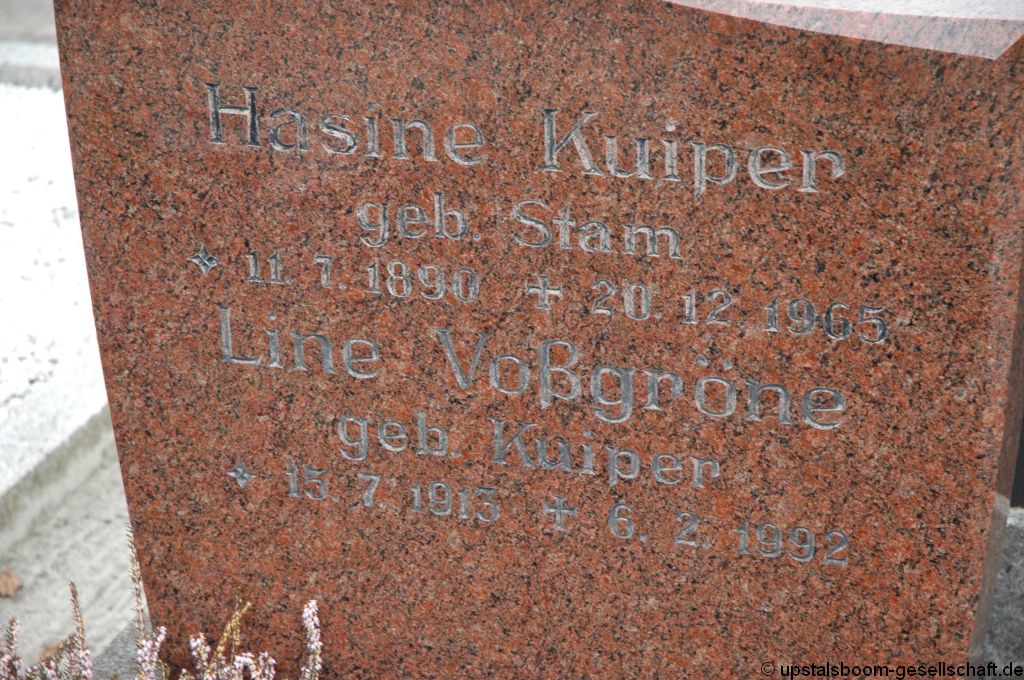 Hasine Kuiper
geb. Stam
✧ 11. 7. 1890 ✝ 20. 12. 1965
Line Voßgröne
geb. Kuiper
✧ 15. 7. 1913 ✝ 6. 2. 1992
© upstalsboom-gesellschaft.de